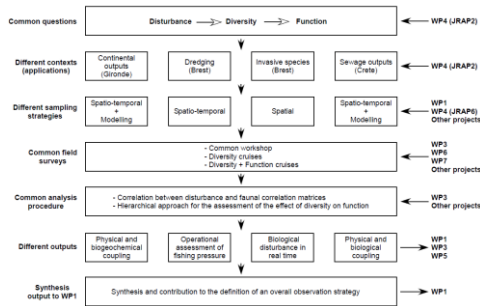 Common questions
Disturbance Diversity Function
WP4 (JRAP2)
Different contexts
(applications)
Continental
outputs
(Gironde)
Dredging
(Brest)
Invasive species
(Brest)
Sewage outputs
(Crete)
WP4 (JRAP2)
Different sampling
strategies
Spatio-temporal
+
Modelling
Spatio-temporal
Spatial
Spatio-temporal
+
Modelling
WP1
WP4 (JRAP6)
Other projects
Common field
surveys
- Common workshop
- Diversity cruises
- Diversity + Function cruises
WP3
WP6
WP7
Other projects
Common analysis
procedure
- Correlation between disturbance and faunal correlation matrices
- Hierarchical approach for the assessment of the effect of diversity on function
WP3
Other projects
Different outputs
Physical and
biogeochemical
coupling
Operational
assessment of
fishing pressure
Biological
disturbance in
real time
Physical and
biological
coupling
WP1
WP3
WP5
Synthesis
output to WP1
Synthesis and contribution to the definition of an overall observation strategy
WP1